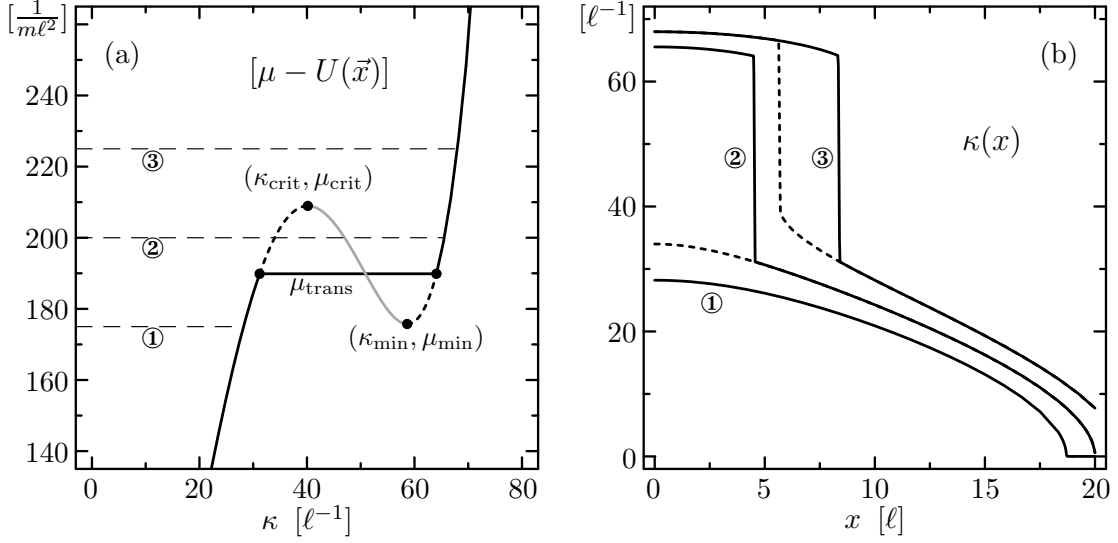 [1/mℓ²]
(a)
[μ − U(x⃗)]
240
220
200
180
160
140
③
(κcrit, μcrit)
②
μtrans
①
(κmin, μmin)
0 20 40 60 80
κ [ℓ⁻¹]
[ℓ⁻¹]
(b)
60
40
20
0
κ(x)
② ③
①
0 5 10 15 20
x [ℓ]